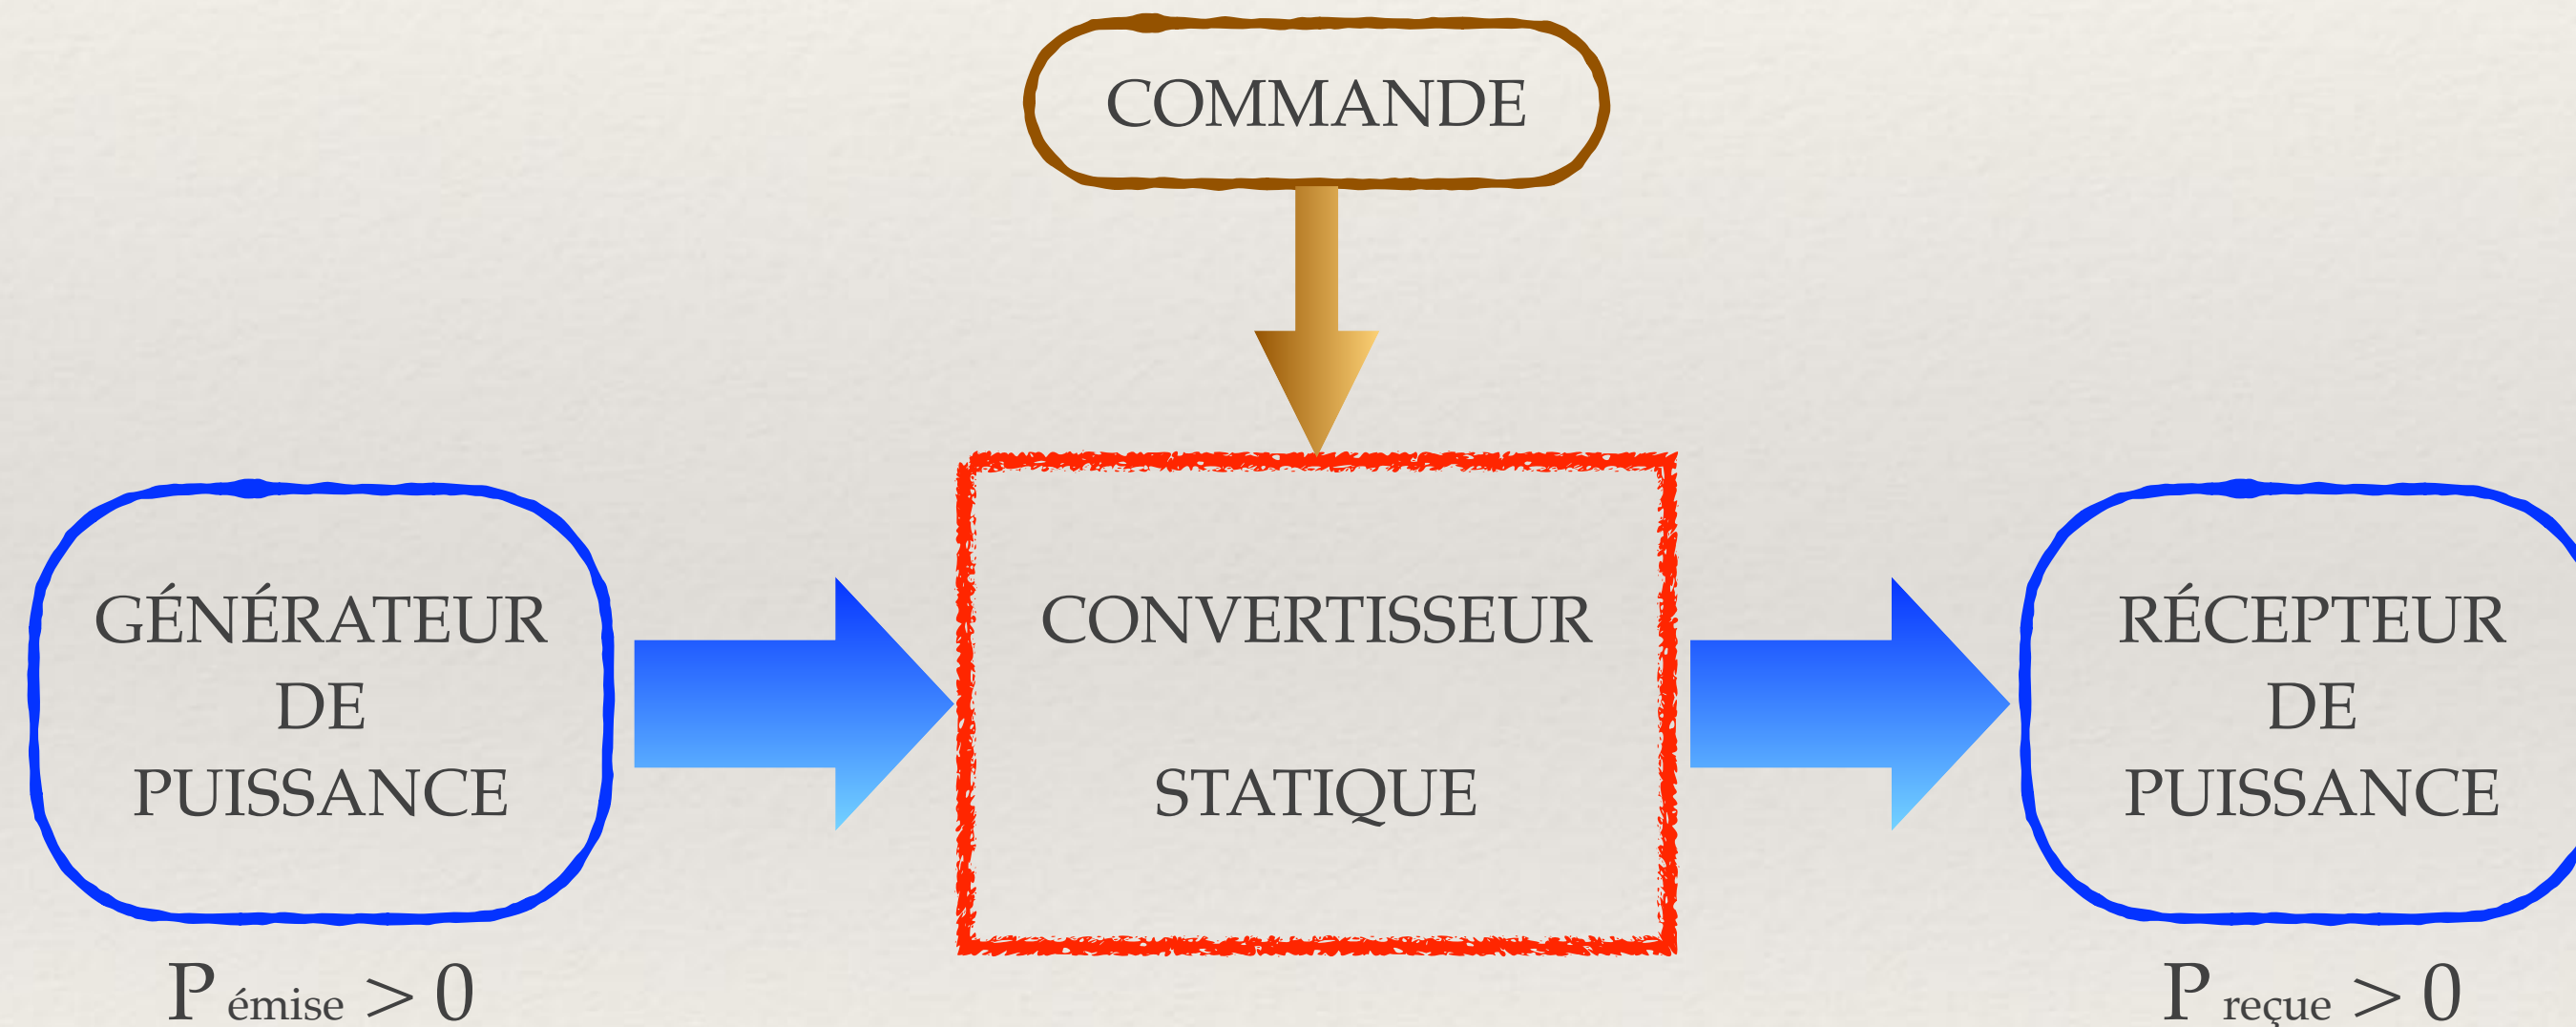 COMMANDE
GÉNÉRATEUR
DE
PUISSANCE
CONVERTISSEUR
STATIQUE
RÉCEPTEUR
DE
PUISSANCE
P émise > 0
P reçue > 0